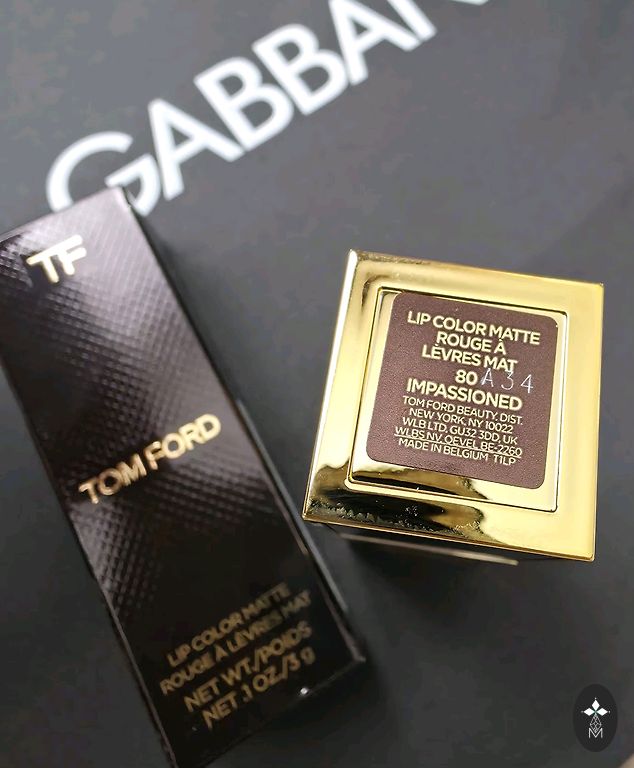 GABBAN
TF
TOM FORD
LIP COLOR MATTE
ROUGE À LÈVRES MAT
NET WT./POIDS
NET .1 OZ./3 g
LIP COLOR MATTE
ROUGE À
LÈVRES MAT
80 A34
IMPASSIONED
TOM FORD BEAUTY, DIST.
NEW YORK, NY 10022
WLB LTD. GU32 3DD, UK
WLBS NV, OEVEL BE-2260
MADE IN BELGIUM T1LP
M